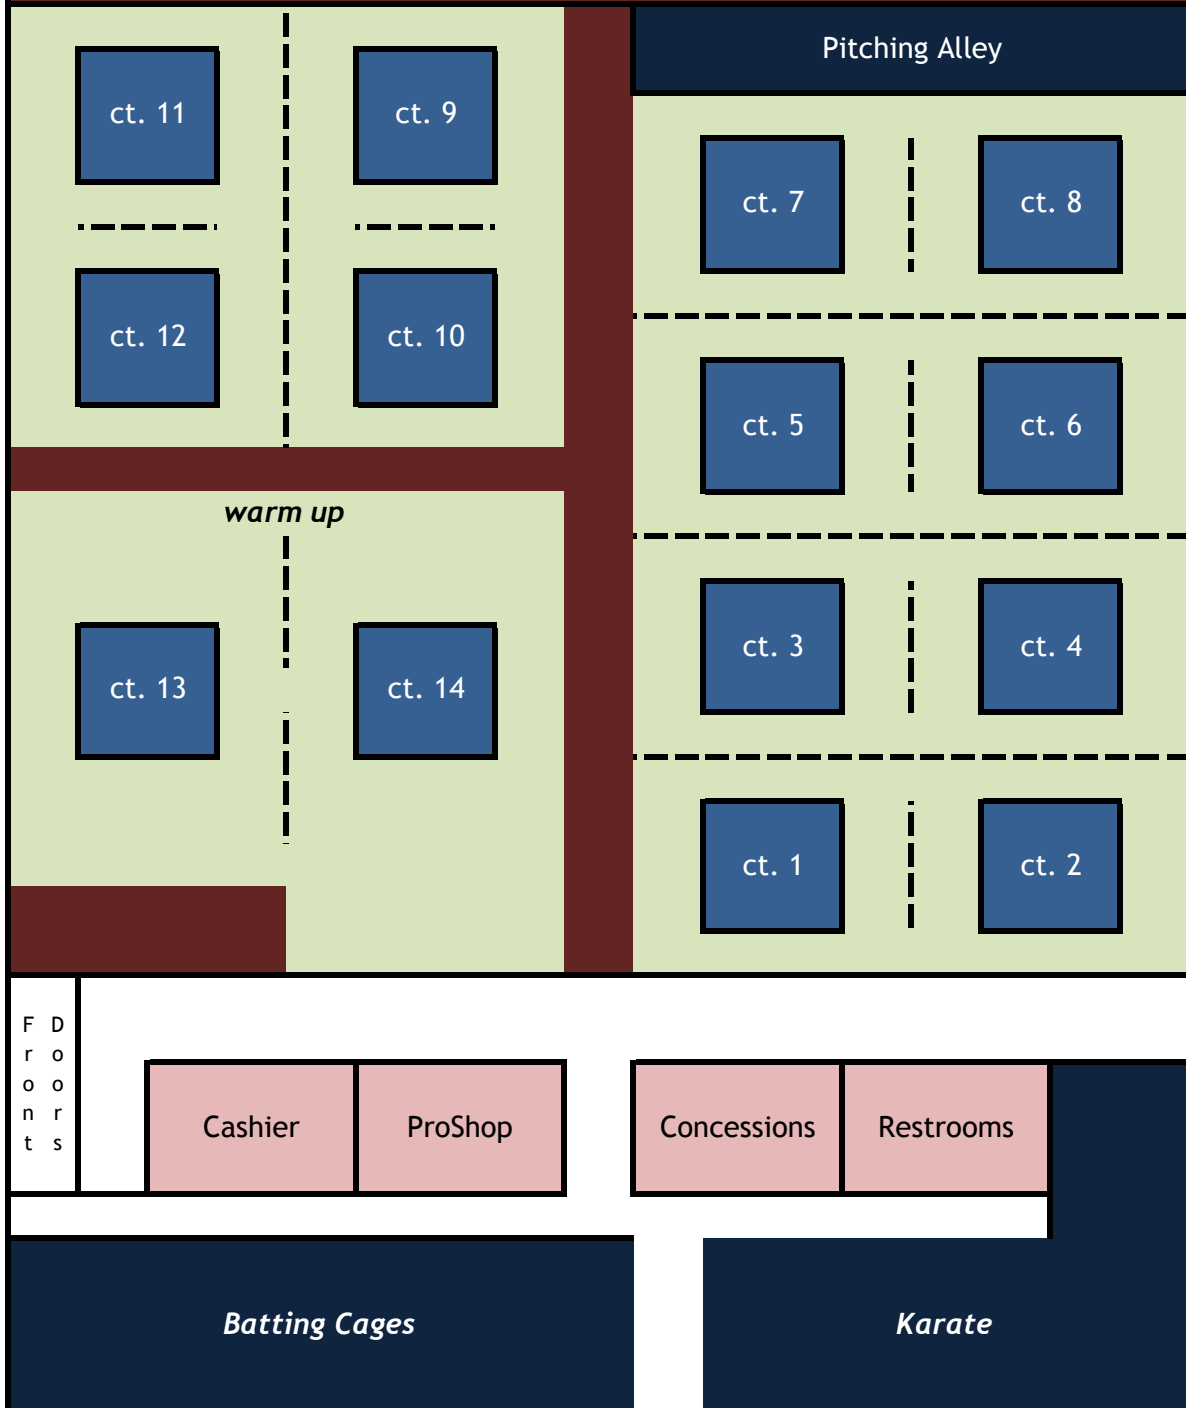 Pitching Alley
ct. 11
ct. 9
ct. 7
ct. 8
ct. 12
ct. 10
ct. 5
ct. 6
warm up
ct. 3
ct. 4
ct. 13
ct. 14
ct. 1
ct. 2
Front
Doors
Cashier
ProShop
Concessions
Restrooms
Batting Cages
Karate